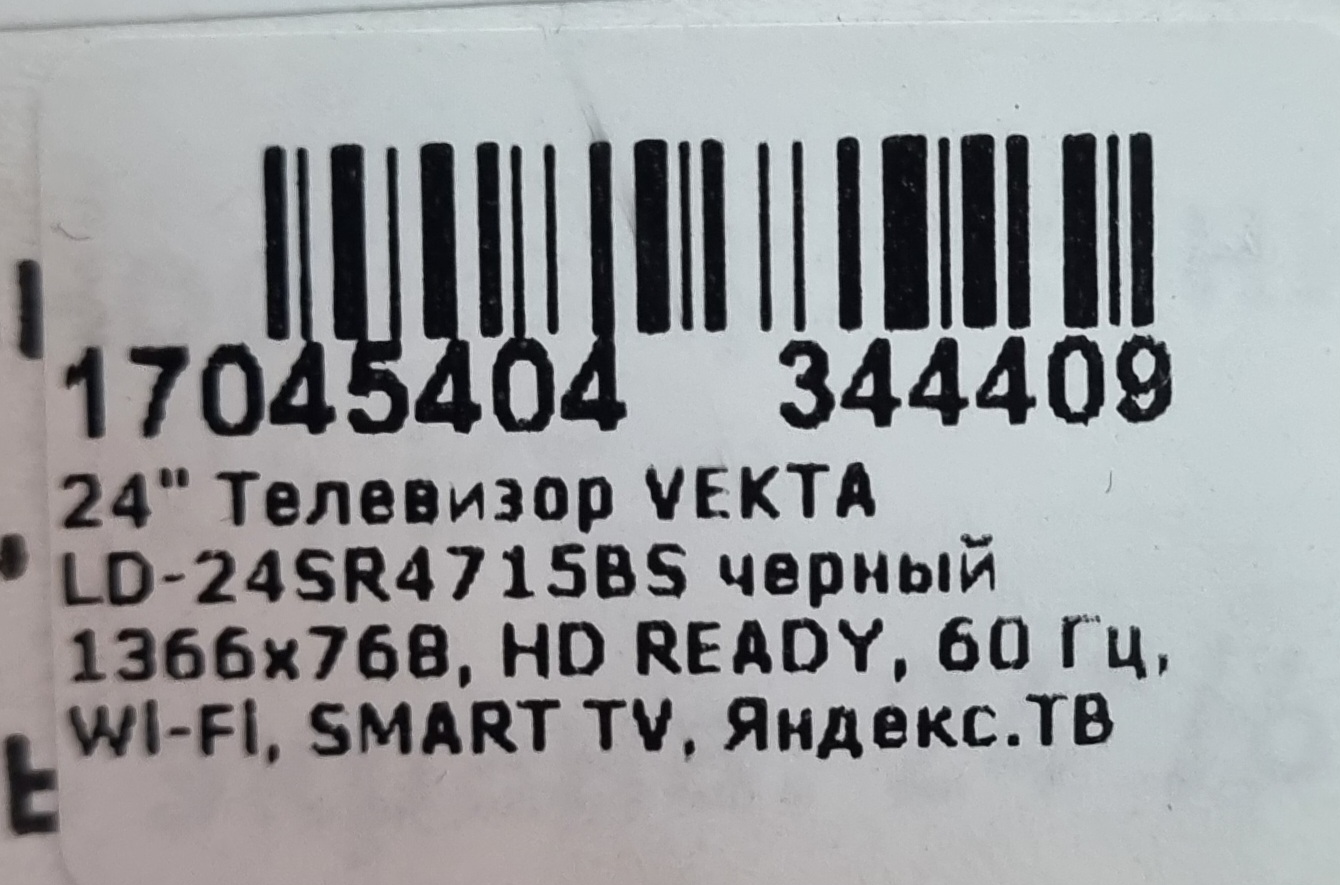 17045404 344409
24" Телевизор VEKTA
LD-24SR4715BS черный
1366x768, HD READY, 60 Гц,
WI-FI, SMART TV, Яндекс.ТВ